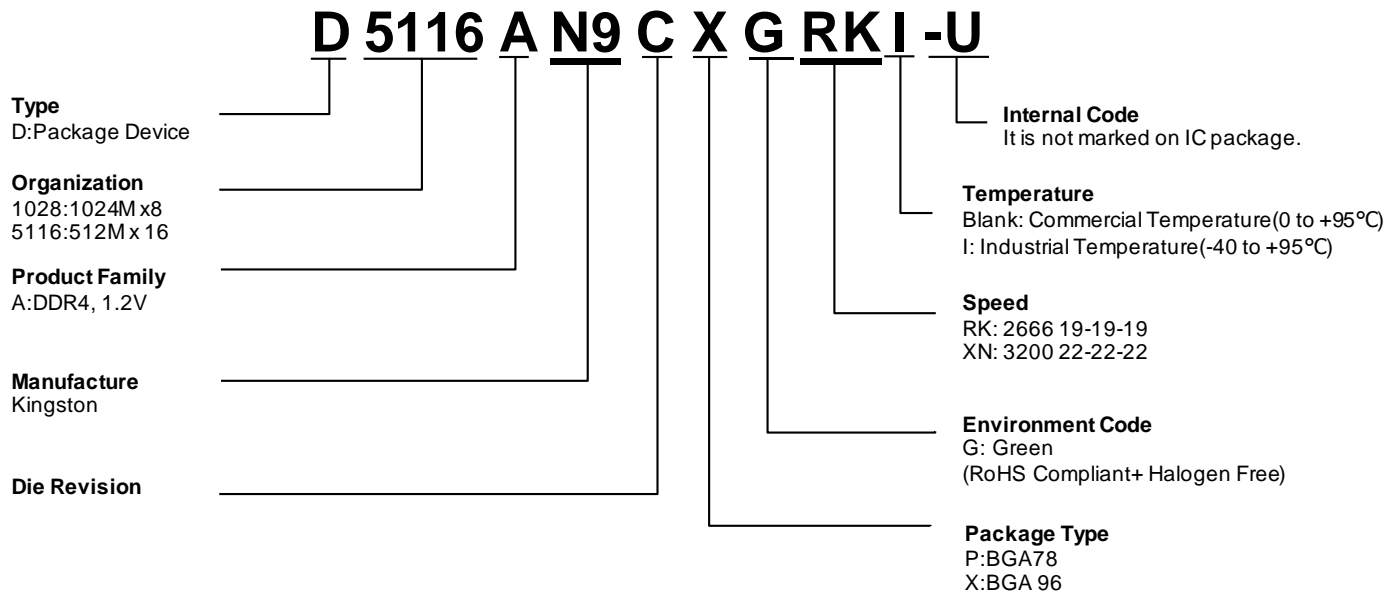 D 5116 A N9 C X G RK I -U
Type
D:Package Device
Organization
1028:1024M x8
5116:512M x 16
Product Family
A:DDR4, 1.2V
Manufacture
Kingston
Die Revision
Internal Code
It is not marked on IC package.
Temperature
Blank: Commercial Temperature(0 to +95℃)
I: Industrial Temperature(-40 to +95℃)
Speed
RK: 2666 19-19-19
XN: 3200 22-22-22
Environment Code
G: Green
(RoHS Compliant+ Halogen Free)
Package Type
P:BGA78
X:BGA 96